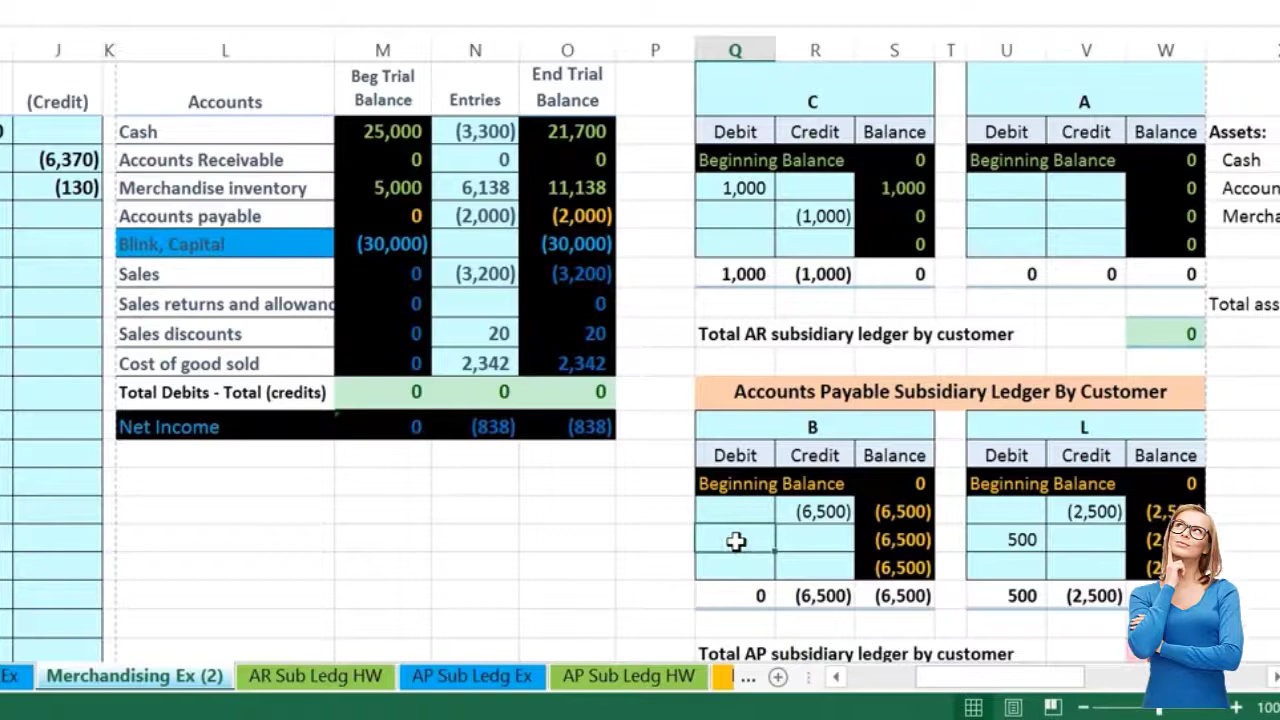 J K L M N O P Q R S T U V W
(Credit) Accounts Beg Trial Balance Entries End Trial Balance C A
Debit Credit Balance Debit Credit Balance Assets:
Cash 25,000 (3,300) 21,700
Beginning Balance 0 Beginning Balance 0 Cash
(6,370) Accounts Receivable 0 0 0
1,000 1,000 0 Accoun
(130) Merchandise inventory 5,000 6,138 11,138
(1,000) 0 0 Mercha
Accounts payable 0 (2,000) (2,000)
0 0
Blink, Capital (30,000) (30,000)
1,000 (1,000) 0 0 0 0
Sales 0 (3,200) (3,200)
Sales returns and allowanc 0 0 Total ass
Sales discounts 0 20 20 Total AR subsidiary ledger by customer 0
Cost of good sold 0 2,342 2,342
Total Debits - Total (credits) 0 0 0 Accounts Payable Subsidiary Ledger By Customer
Net Income 0 (838) (838) B L
Debit Credit Balance Debit Credit Balance
Beginning Balance 0 Beginning Balance 0
(6,500) (6,500) (2,500)
(6,500) 500
(6,500)
0 (6,500) (6,500) 500 (2,500)
Total AP subsidiary ledger by customer
Ex Merchandising Ex (2) AR Sub Ledg HW AP Sub Ledg Ex AP Sub Ledg HW ...
100